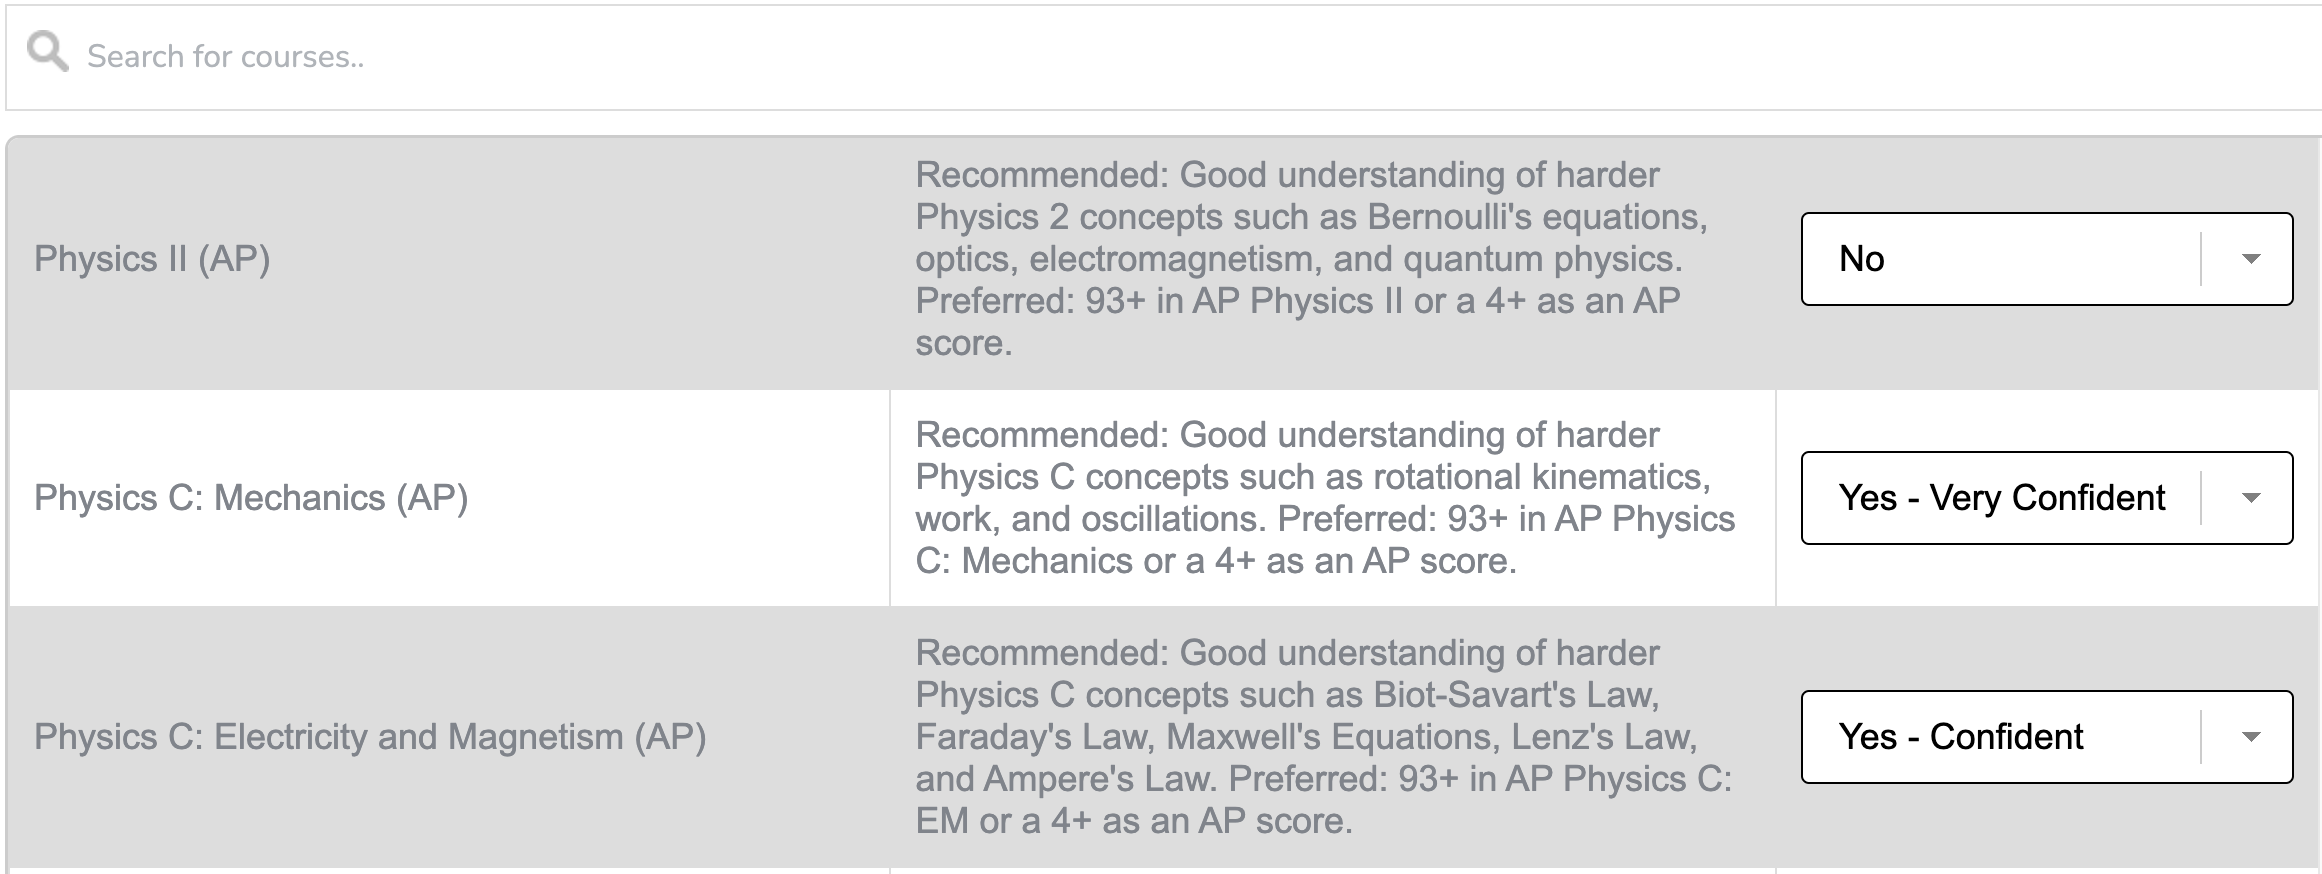 Search for courses..
Physics II (AP)
Recommended: Good understanding of harder
Physics 2 concepts such as Bernoulli's equations,
optics, electromagnetism, and quantum physics.
Preferred: 93+ in AP Physics II or a 4+ as an AP
score.
No
Physics C: Mechanics (AP)
Recommended: Good understanding of harder
Physics C concepts such as rotational kinematics,
work, and oscillations. Preferred: 93+ in AP Physics
C: Mechanics or a 4+ as an AP score.
Yes - Very Confident
Physics C: Electricity and Magnetism (AP)
Recommended: Good understanding of harder
Physics C concepts such as Biot-Savart's Law,
Faraday's Law, Maxwell's Equations, Lenz's Law,
and Ampere's Law. Preferred: 93+ in AP Physics C:
EM or a 4+ as an AP score.
Yes - Confident